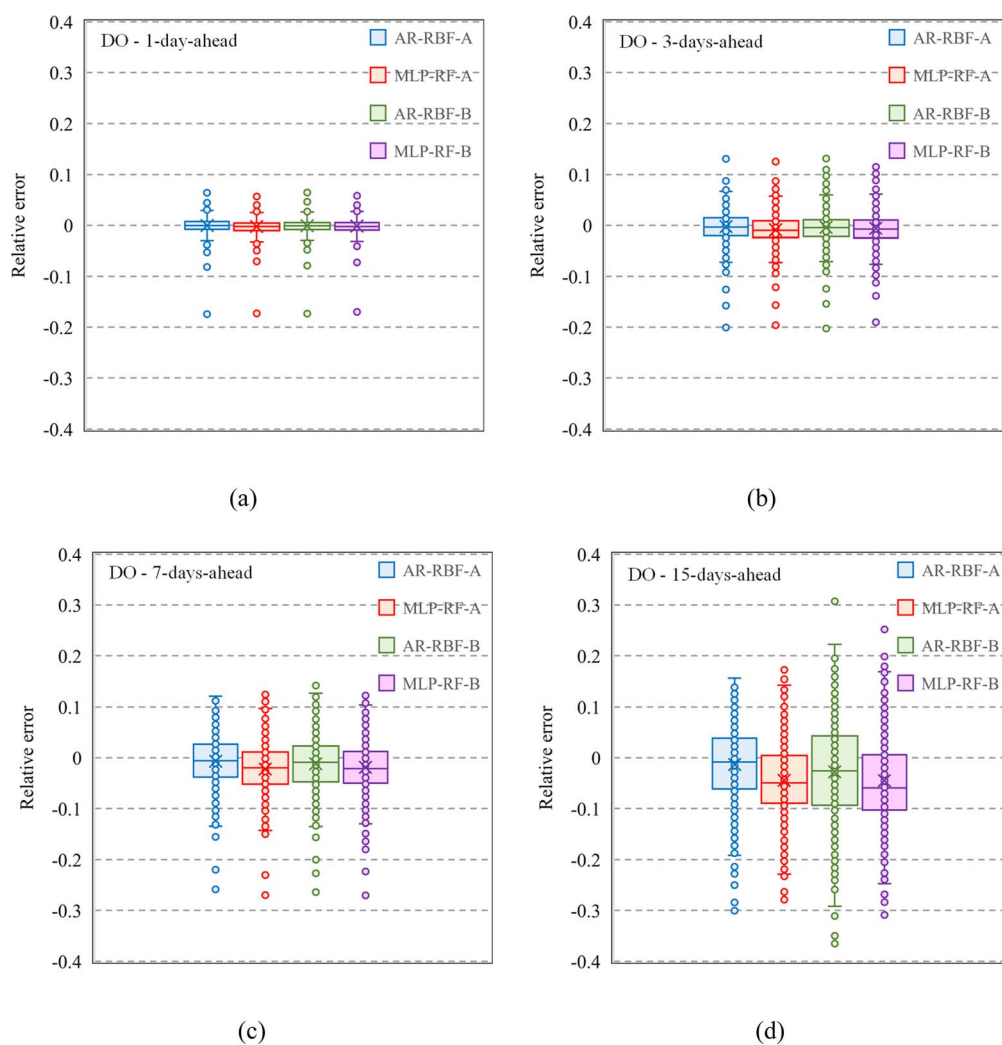 DO - 1-day-ahead
AR-RBF-A
MLP-RF-A
AR-RBF-B
MLP-RF-B
Relative error
0.4
0.3
0.2
0.1
0
-0.1
-0.2
-0.3
-0.4
(a)
DO - 3-days-ahead
AR-RBF-A
MLP-RF-A
AR-RBF-B
MLP-RF-B
Relative error
0.4
0.3
0.2
0.1
0
-0.1
-0.2
-0.3
-0.4
(b)
DO - 7-days-ahead
AR-RBF-A
MLP-RF-A
AR-RBF-B
MLP-RF-B
Relative error
0.4
0.3
0.2
0.1
0
-0.1
-0.2
-0.3
-0.4
(c)
DO - 15-days-ahead
AR-RBF-A
MLP-RF-A
AR-RBF-B
MLP-RF-B
Relative error
0.4
0.3
0.2
0.1
0
-0.1
-0.2
-0.3
-0.4
(d)